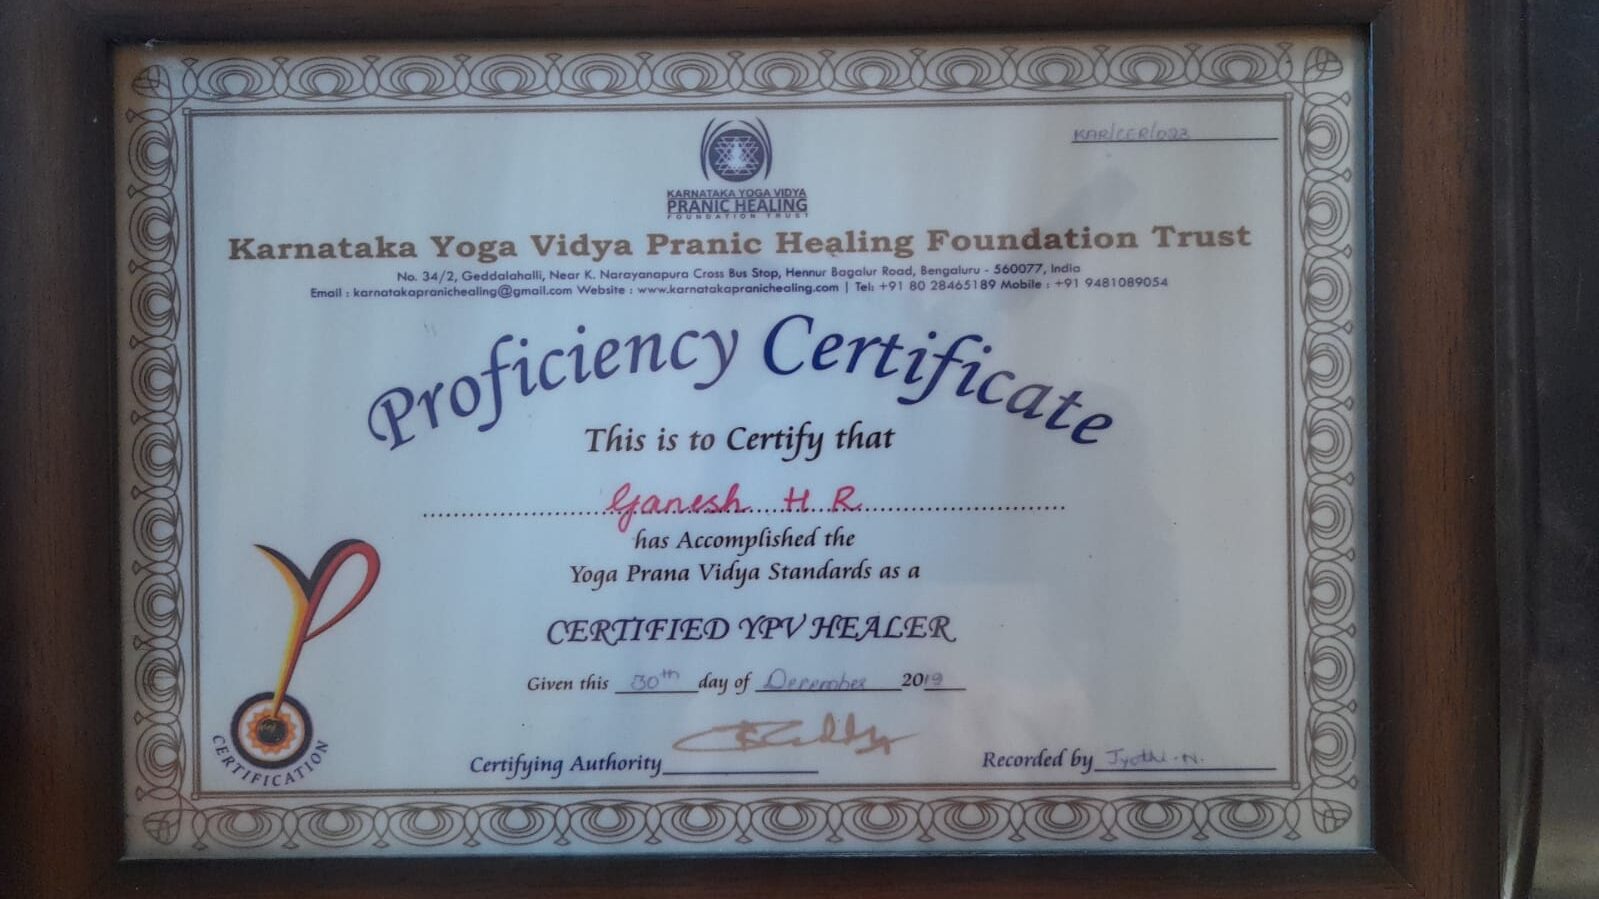 KAR/CER/023
KARNATAKA YOGA VIDYA
PRANIC HEALING
FOUNDATION TRUST
Karnataka Yoga Vidya Pranic Healing Foundation Trust
No. 34/2, Geddalahalli, Near K. Narayanapura Cross Bus Stop, Hennur Bagalur Road, Bengaluru - 560077, India
Email : karnatakapranichealing@gmail.com Website : www.karnatakapranichealing.com | Tel: +91 80 28465189 Mobile : +91 9481089054
Proficiency Certificate
This is to Certify that
Ganesh H R
has Accomplished the
Yoga Prana Vidya Standards as a
CERTIFIED YPV HEALER
Given this 30th day of December 2019
Certifying Authority
Recorded by Jyothi.N.
CERTIFICATION